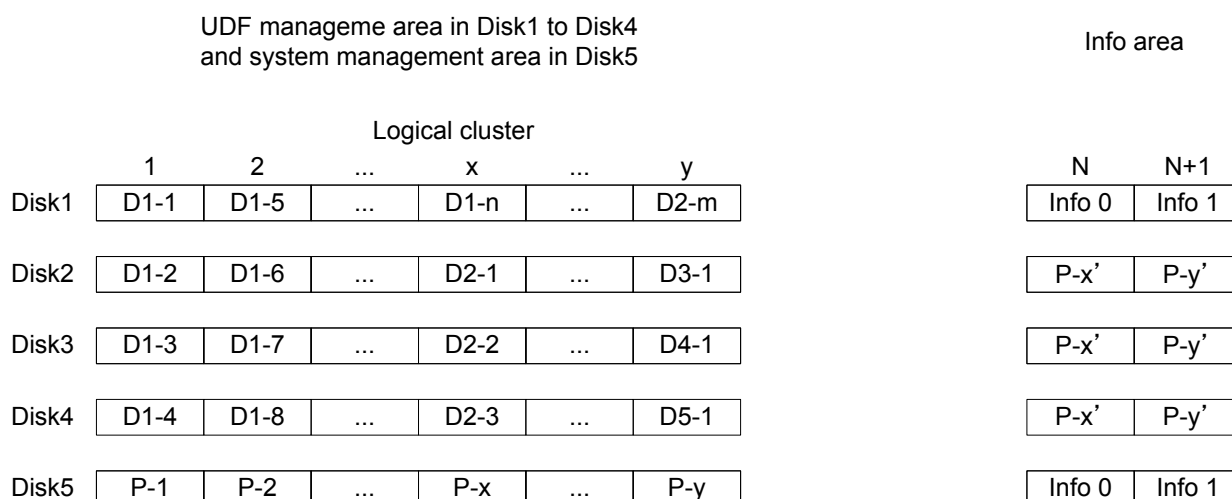 UDF manageme area in Disk1 to Disk4
and system management area in Disk5
Info area
Logical cluster
1 2 ... x ... y N N+1
Disk1 D1-1 D1-5 ... D1-n ... D2-m Info 0 Info 1
Disk2 D1-2 D1-6 ... D2-1 ... D3-1 P-x’ P-y’
Disk3 D1-3 D1-7 ... D2-2 ... D4-1 P-x’ P-y’
Disk4 D1-4 D1-8 ... D2-3 ... D5-1 P-x’ P-y’
Disk5 P-1 P-2 ... P-x ... P-y Info 0 Info 1